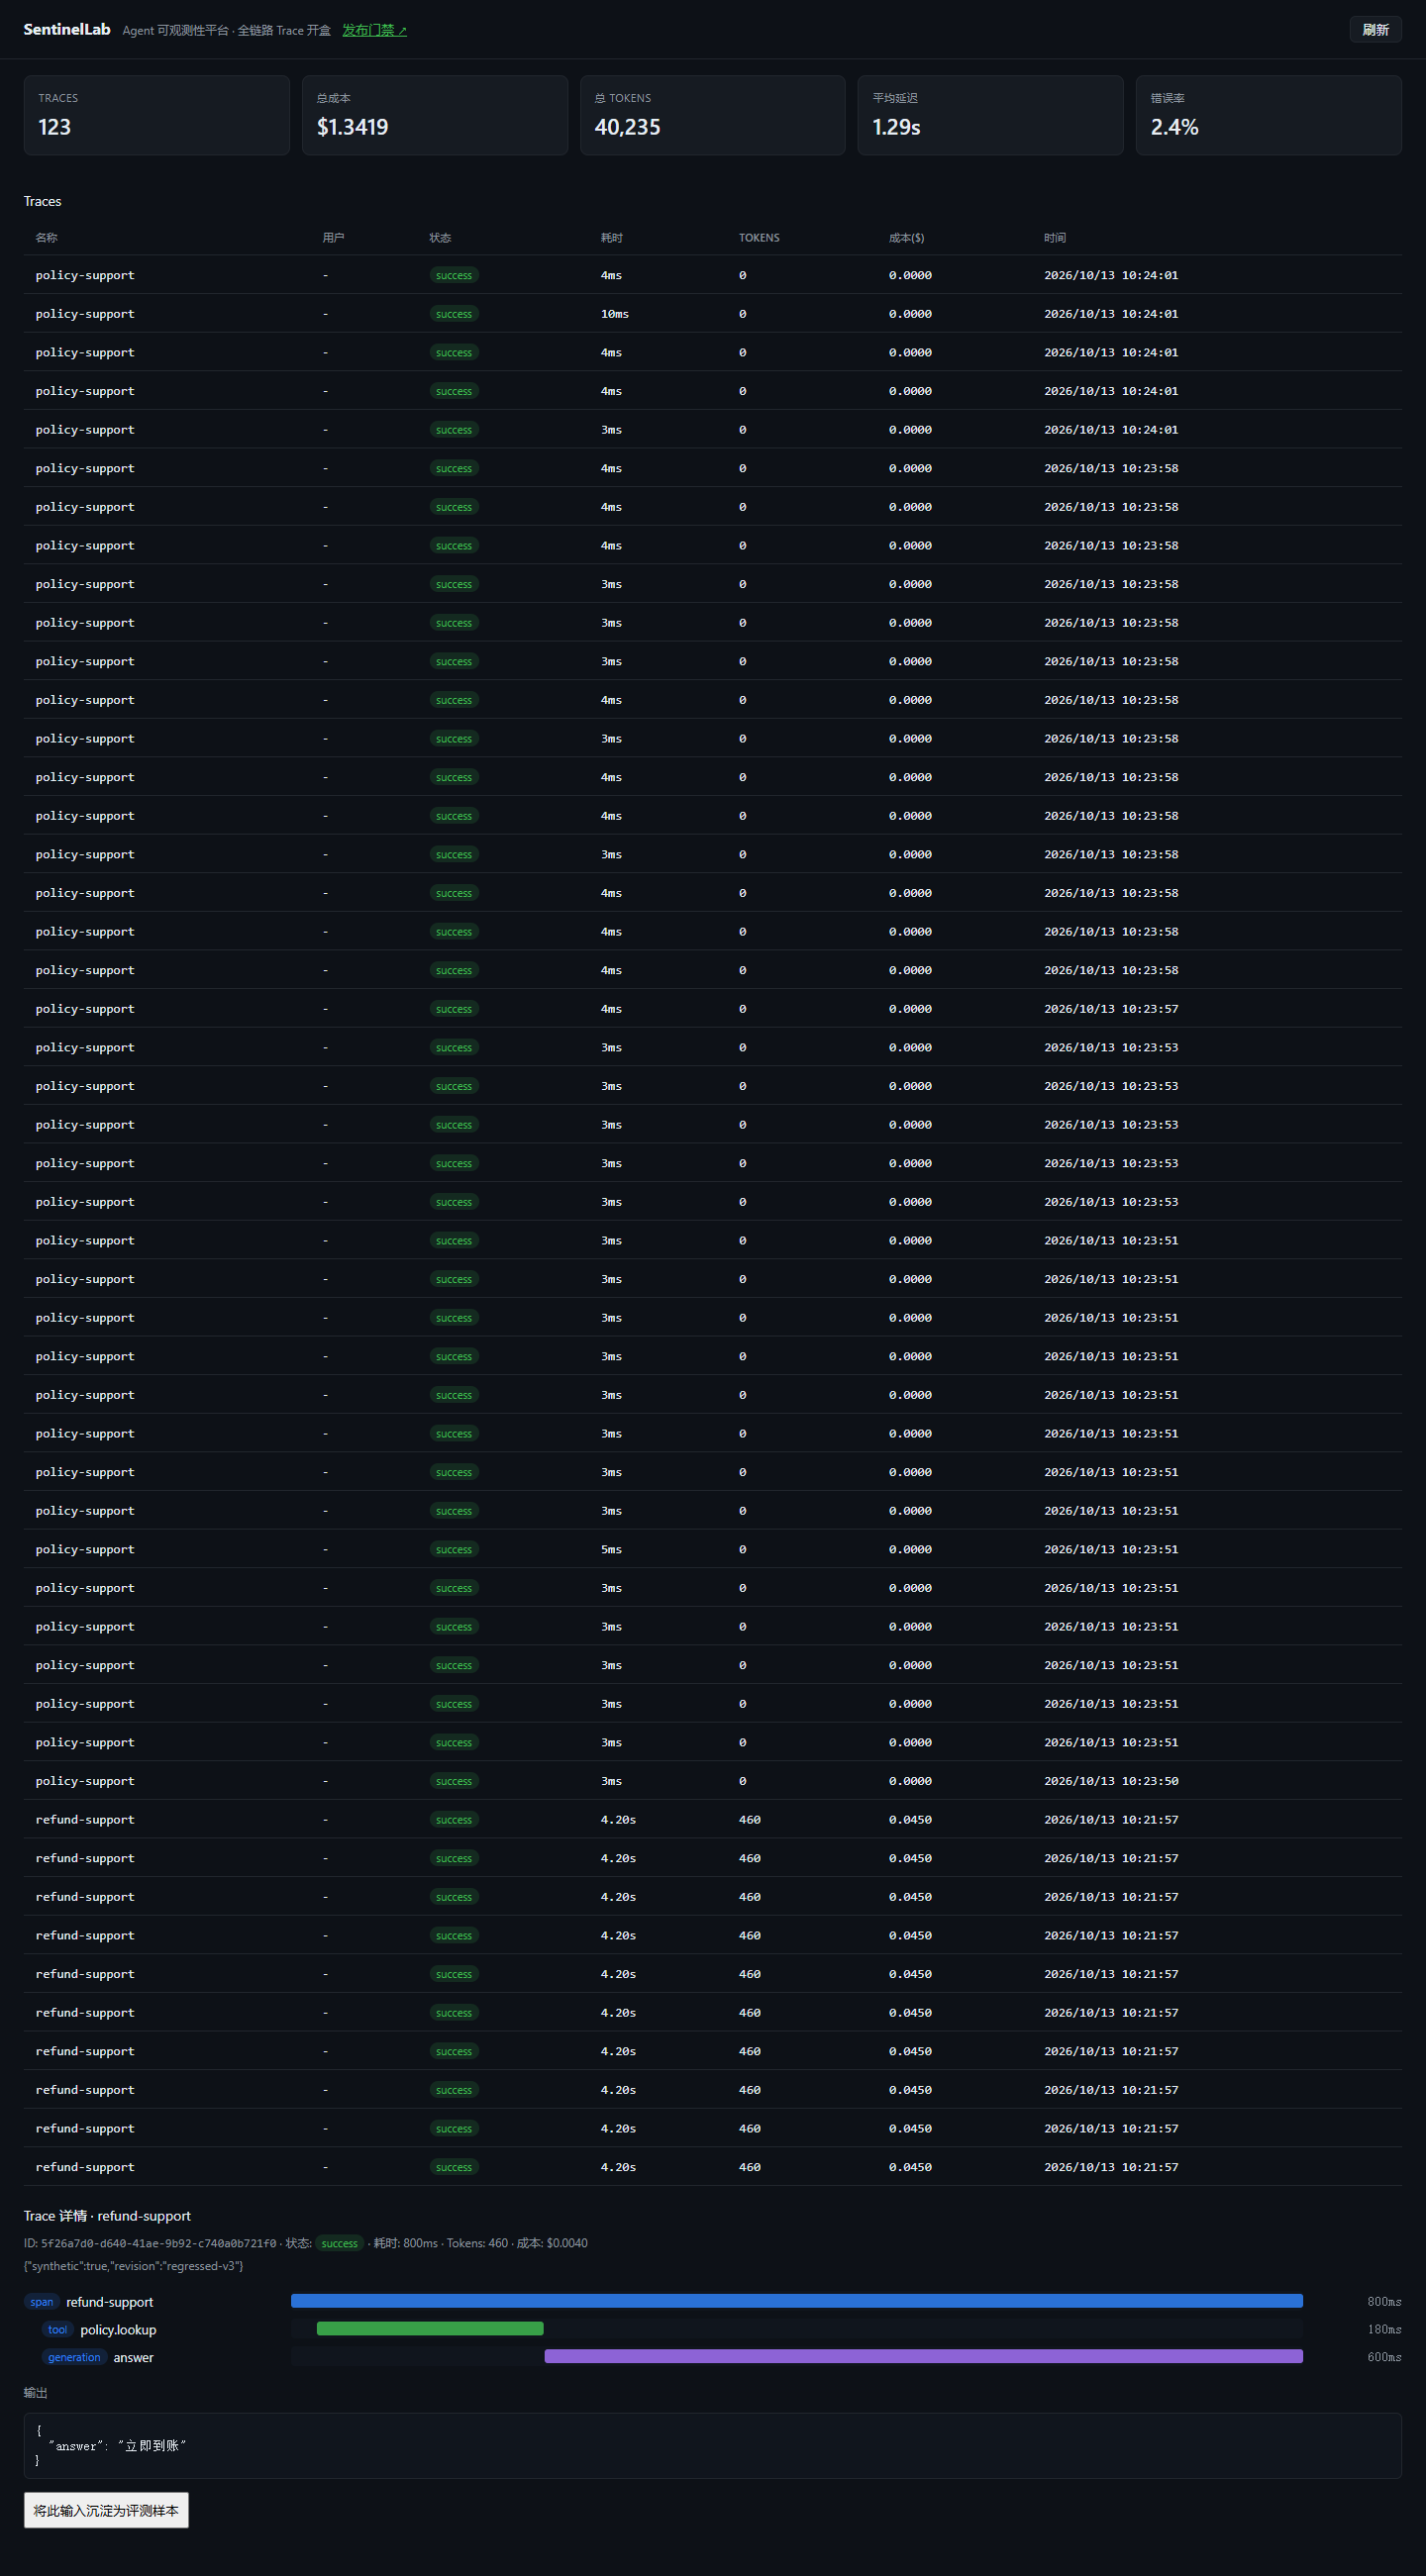 SentinelLab Agent 可观测性平台 · 全链路 Trace 开盒 发布门禁 ↗ 刷新
TRACES 总成本 总 TOKENS 平均延迟 错误率
123 $1.3419 40,235 1.29s 2.4%
Traces
名称 用户 状态 耗时 TOKENS 成本($) 时间
policy-support - success 4ms 0 0.0000 2026/10/13 10:24:01
policy-support - success 10ms 0 0.0000 2026/10/13 10:24:01
policy-support - success 4ms 0 0.0000 2026/10/13 10:24:01
policy-support - success 4ms 0 0.0000 2026/10/13 10:24:01
policy-support - success 3ms 0 0.0000 2026/10/13 10:24:01
policy-support - success 4ms 0 0.0000 2026/10/13 10:23:58
policy-support - success 4ms 0 0.0000 2026/10/13 10:23:58
policy-support - success 4ms 0 0.0000 2026/10/13 10:23:58
policy-support - success 3ms 0 0.0000 2026/10/13 10:23:58
policy-support - success 3ms 0 0.0000 2026/10/13 10:23:58
policy-support - success 3ms 0 0.0000 2026/10/13 10:23:58
policy-support - success 4ms 0 0.0000 2026/10/13 10:23:58
policy-support - success 3ms 0 0.0000 2026/10/13 10:23:58
policy-support - success 4ms 0 0.0000 2026/10/13 10:23:58
policy-support - success 4ms 0 0.0000 2026/10/13 10:23:58
policy-support - success 3ms 0 0.0000 2026/10/13 10:23:58
policy-support - success 4ms 0 0.0000 2026/10/13 10:23:58
policy-support - success 4ms 0 0.0000 2026/10/13 10:23:58
policy-support - success 4ms 0 0.0000 2026/10/13 10:23:58
policy-support - success 4ms 0 0.0000 2026/10/13 10:23:57
policy-support - success 3ms 0 0.0000 2026/10/13 10:23:53
policy-support - success 3ms 0 0.0000 2026/10/13 10:23:53
policy-support - success 3ms 0 0.0000 2026/10/13 10:23:53
policy-support - success 3ms 0 0.0000 2026/10/13 10:23:53
policy-support - success 3ms 0 0.0000 2026/10/13 10:23:53
policy-support - success 3ms 0 0.0000 2026/10/13 10:23:51
policy-support - success 3ms 0 0.0000 2026/10/13 10:23:51
policy-support - success 3ms 0 0.0000 2026/10/13 10:23:51
policy-support - success 3ms 0 0.0000 2026/10/13 10:23:51
policy-support - success 3ms 0 0.0000 2026/10/13 10:23:51
policy-support - success 3ms 0 0.0000 2026/10/13 10:23:51
policy-support - success 3ms 0 0.0000 2026/10/13 10:23:51
policy-support - success 3ms 0 0.0000 2026/10/13 10:23:51
policy-support - success 5ms 0 0.0000 2026/10/13 10:23:51
policy-support - success 3ms 0 0.0000 2026/10/13 10:23:51
policy-support - success 3ms 0 0.0000 2026/10/13 10:23:51
policy-support - success 3ms 0 0.0000 2026/10/13 10:23:51
policy-support - success 3ms 0 0.0000 2026/10/13 10:23:51
policy-support - success 3ms 0 0.0000 2026/10/13 10:23:51
policy-support - success 3ms 0 0.0000 2026/10/13 10:23:50
refund-support - success 4.20s 460 0.0450 2026/10/13 10:21:57
refund-support - success 4.20s 460 0.0450 2026/10/13 10:21:57
refund-support - success 4.20s 460 0.0450 2026/10/13 10:21:57
refund-support - success 4.20s 460 0.0450 2026/10/13 10:21:57
refund-support - success 4.20s 460 0.0450 2026/10/13 10:21:57
refund-support - success 4.20s 460 0.0450 2026/10/13 10:21:57
refund-support - success 4.20s 460 0.0450 2026/10/13 10:21:57
refund-support - success 4.20s 460 0.0450 2026/10/13 10:21:57
refund-support - success 4.20s 460 0.0450 2026/10/13 10:21:57
refund-support - success 4.20s 460 0.0450 2026/10/13 10:21:57
Trace 详情 · refund-support
ID: 5f26a7d0-d640-41ae-9b92-c740a0b721f0 · 状态: success · 耗时: 800ms · Tokens: 460 · 成本: $0.0040
{"synthetic":true,"revision":"regressed-v3"}
span refund-support 800ms
tool policy.lookup 180ms
generation answer 600ms
输出
{
"answer": "立即到账"
}
将此输入沉淀为评测样本